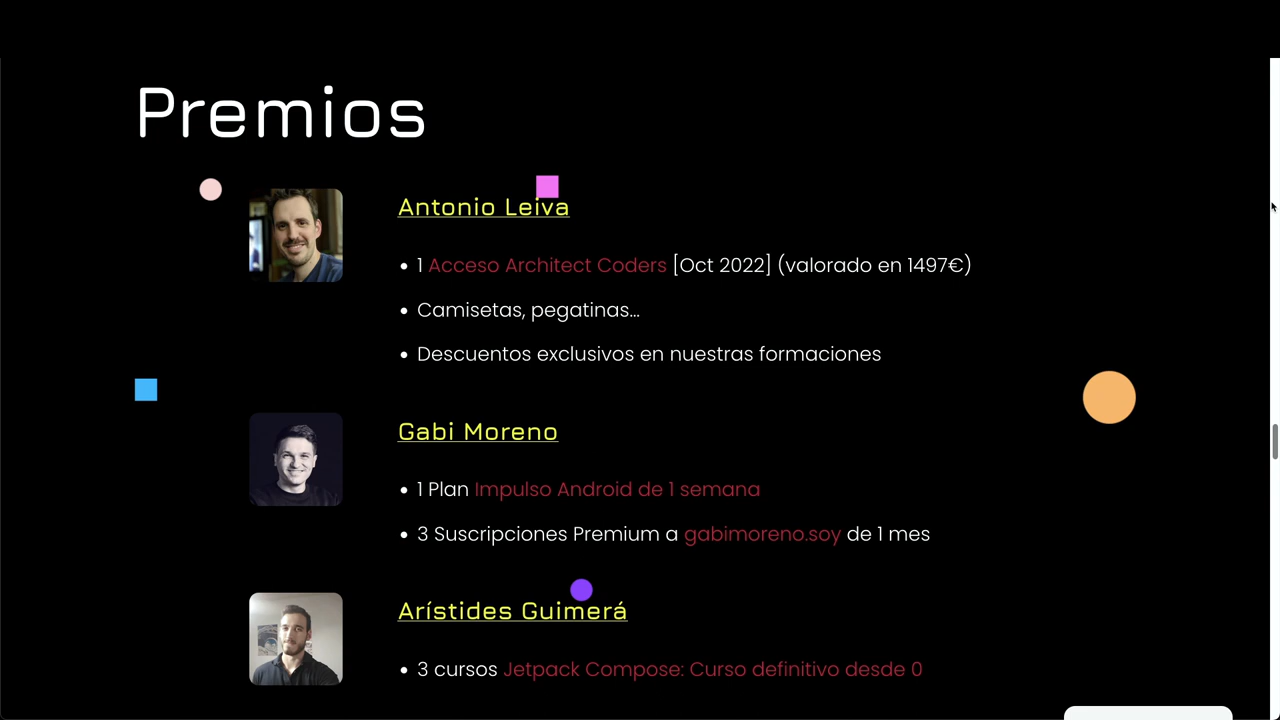 Premios
Antonio Leiva
1 Acceso Architect Coders [Oct 2022] (valorado en 1497€)
Camisetas, pegatinas...
Descuentos exclusivos en nuestras formaciones
Gabi Moreno
1 Plan Impulso Android de 1 semana
3 Suscripciones Premium a gabimoreno.soy de 1 mes
Arístides Guimerá
3 cursos Jetpack Compose: Curso definitivo desde 0